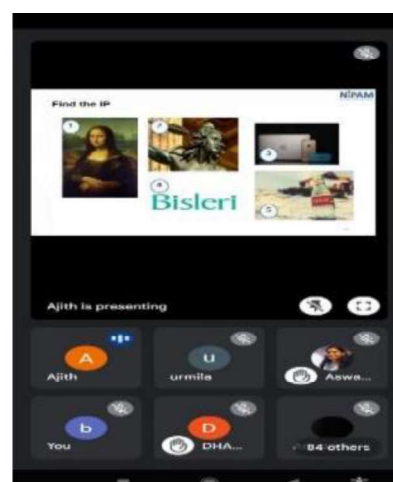 NIPAM
Find the IP
1
2
3
4
Bisleri
5
Ajith is presenting
A
Ajith
u
urmila
Aswa...
b
You
D
DHA...
84 others